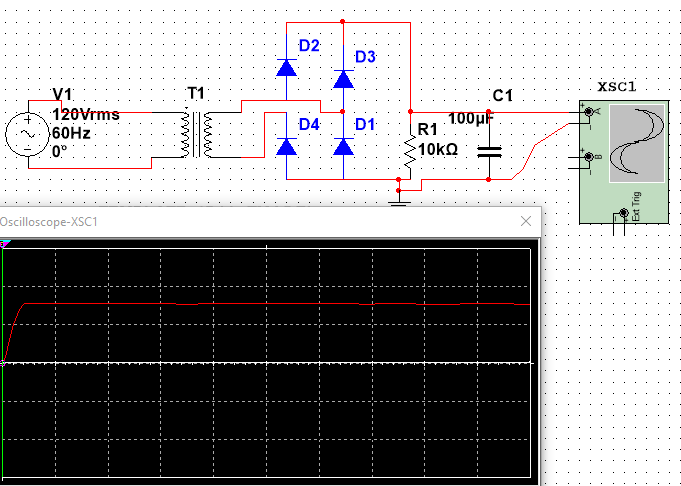 V1
120Vrms
60Hz
0°
T1
D2
D3
D4
D1
R1
10kΩ
C1
100µF
XSC1
A
B
Ext Trig
Oscilloscope-XSC1